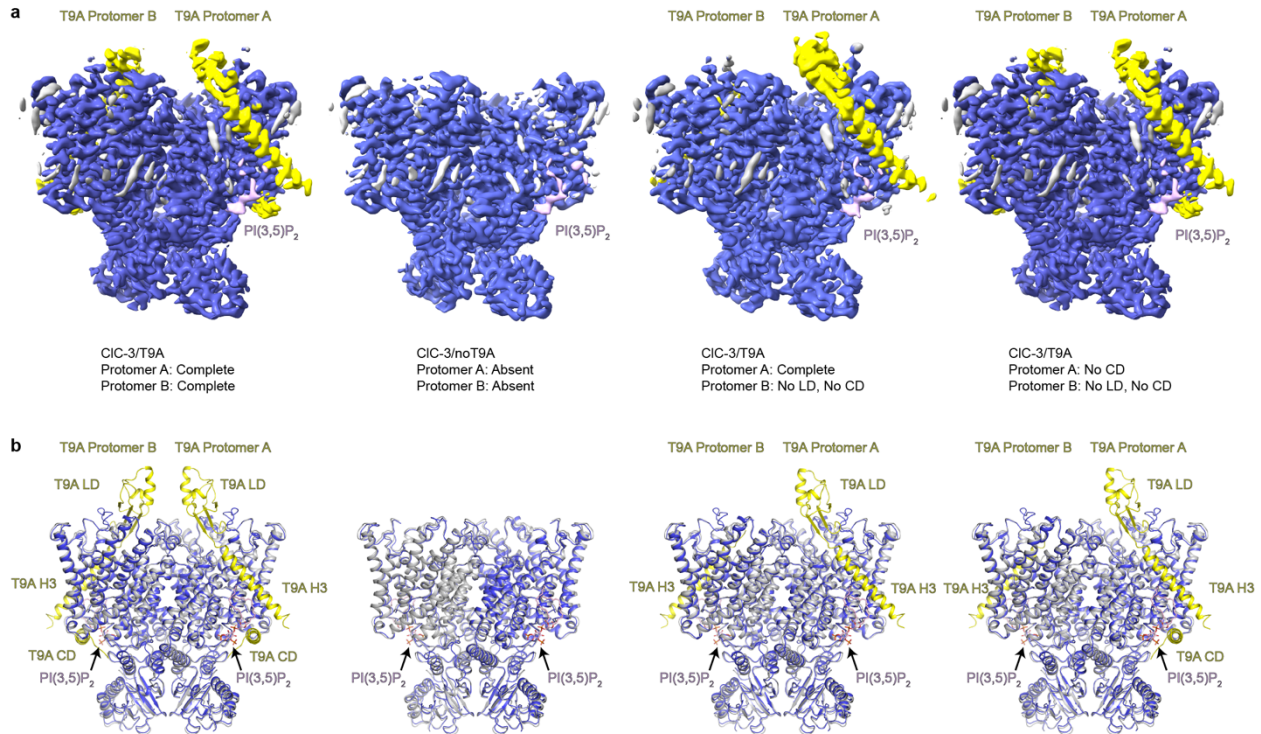 a
T9A Protomer B T9A Protomer A
T9A Protomer B T9A Protomer A
T9A Protomer B T9A Protomer A
PI(3,5)P₂
PI(3,5)P₂
PI(3,5)P₂
PI(3,5)P₂
ClC-3/T9A
Protomer A: Complete
Protomer B: Complete
ClC-3/noT9A
Protomer A: Absent
Protomer B: Absent
ClC-3/T9A
Protomer A: Complete
Protomer B: No LD, No CD
ClC-3/T9A
Protomer A: No CD
Protomer B: No LD, No CD
b
T9A Protomer B T9A Protomer A
T9A LD T9A LD
T9A H3 T9A H3
T9A CD T9A CD
PI(3,5)P₂ PI(3,5)P₂
PI(3,5)P₂ PI(3,5)P₂
T9A Protomer B T9A Protomer A
T9A LD
T9A H3 T9A H3
PI(3,5)P₂ PI(3,5)P₂
T9A Protomer B T9A Protomer A
T9A LD
T9A H3 T9A H3
T9A CD
PI(3,5)P₂ PI(3,5)P₂